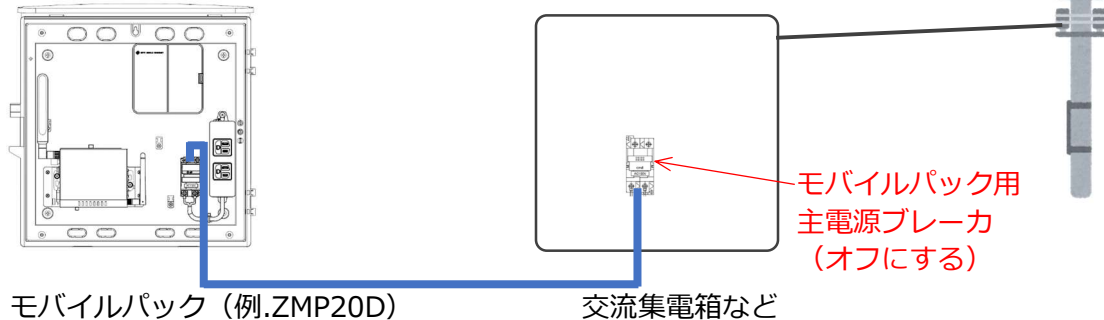 モバイルパック用
主電源ブレーカ
（オフにする）
モバイルパック（例.ZMP20D）
交流集電箱など